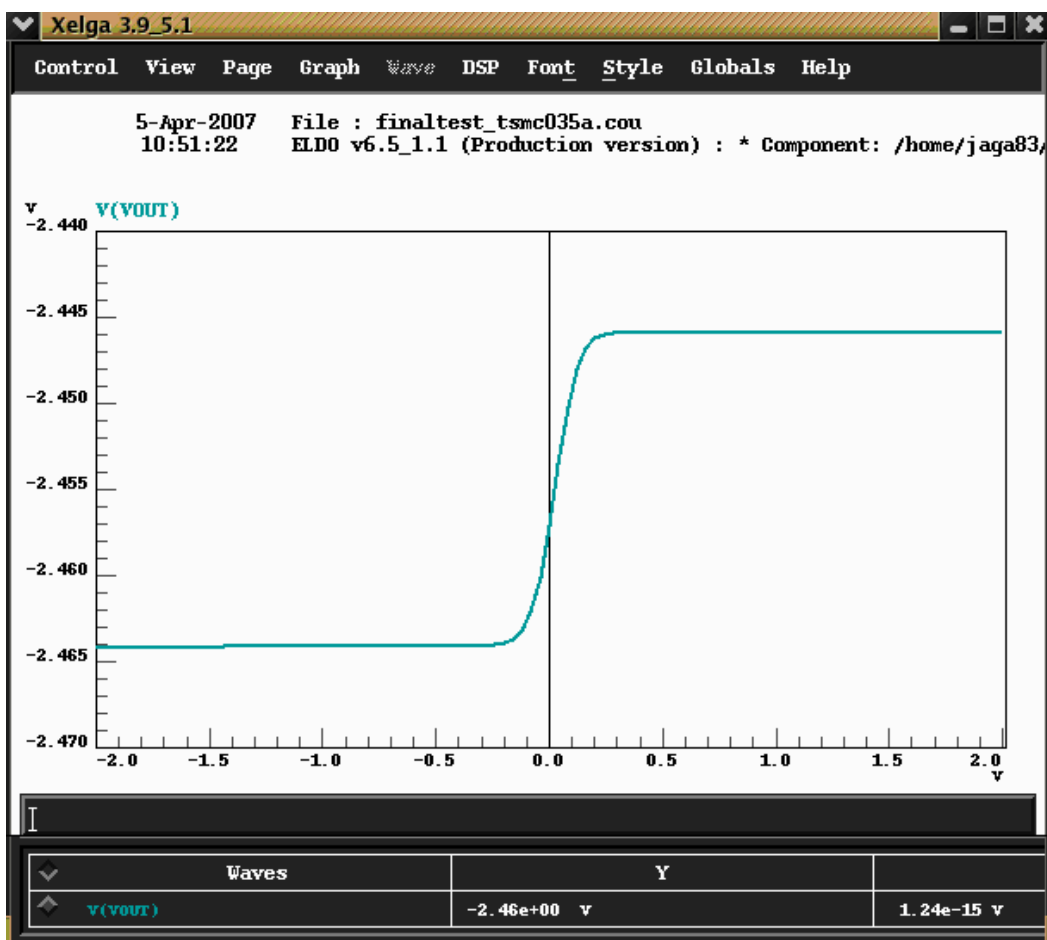 Xelga 3.9_5.1
Control View Page Graph Wave DSP Font Style Globals Help
5-Apr-2007 File : finaltest_tsmc035a.cou
10:51:22 ELDO v6.5_1.1 (Production version) : * Component: /home/jaga83/
V V(VOUT)
-2.440
-2.445
-2.450
-2.455
-2.460
-2.465
-2.470
-2.0 -1.5 -1.0 -0.5 0.0 0.5 1.0 1.5 2.0
V
Waves Y
V(VOUT) -2.46e+00 V 1.24e-15 V